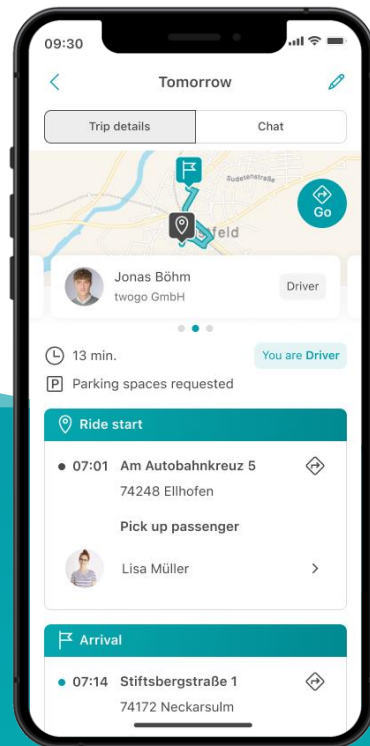 09:30
Tomorrow
Trip details
Chat
Sudetenstraße
Go
feld
Jonas Böhm
twogo GmbH
Driver
13 min.
You are Driver
P Parking spaces requested
Ride start
07:01 Am Autobahnkreuz 5
74248 Ellhofen
Pick up passenger
Lisa Müller
Arrival
07:14 Stiftsbergstraße 1
74172 Neckarsulm